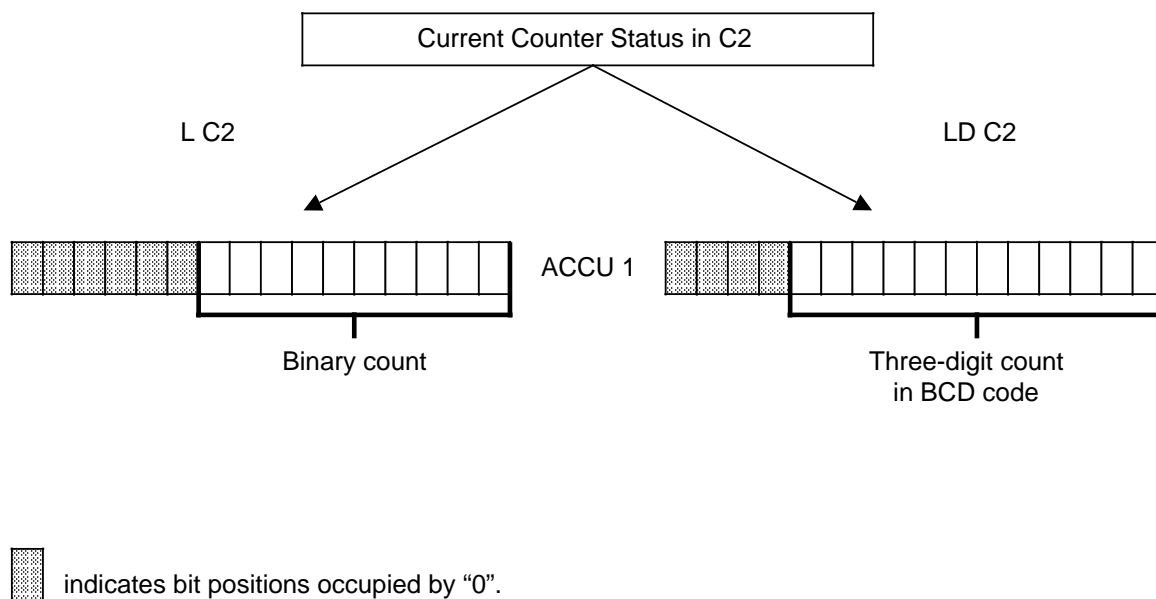 Current Counter Status in C2
L C2
LD C2
ACCU 1
Binary count
Three-digit count
in BCD code
indicates bit positions occupied by “0”.